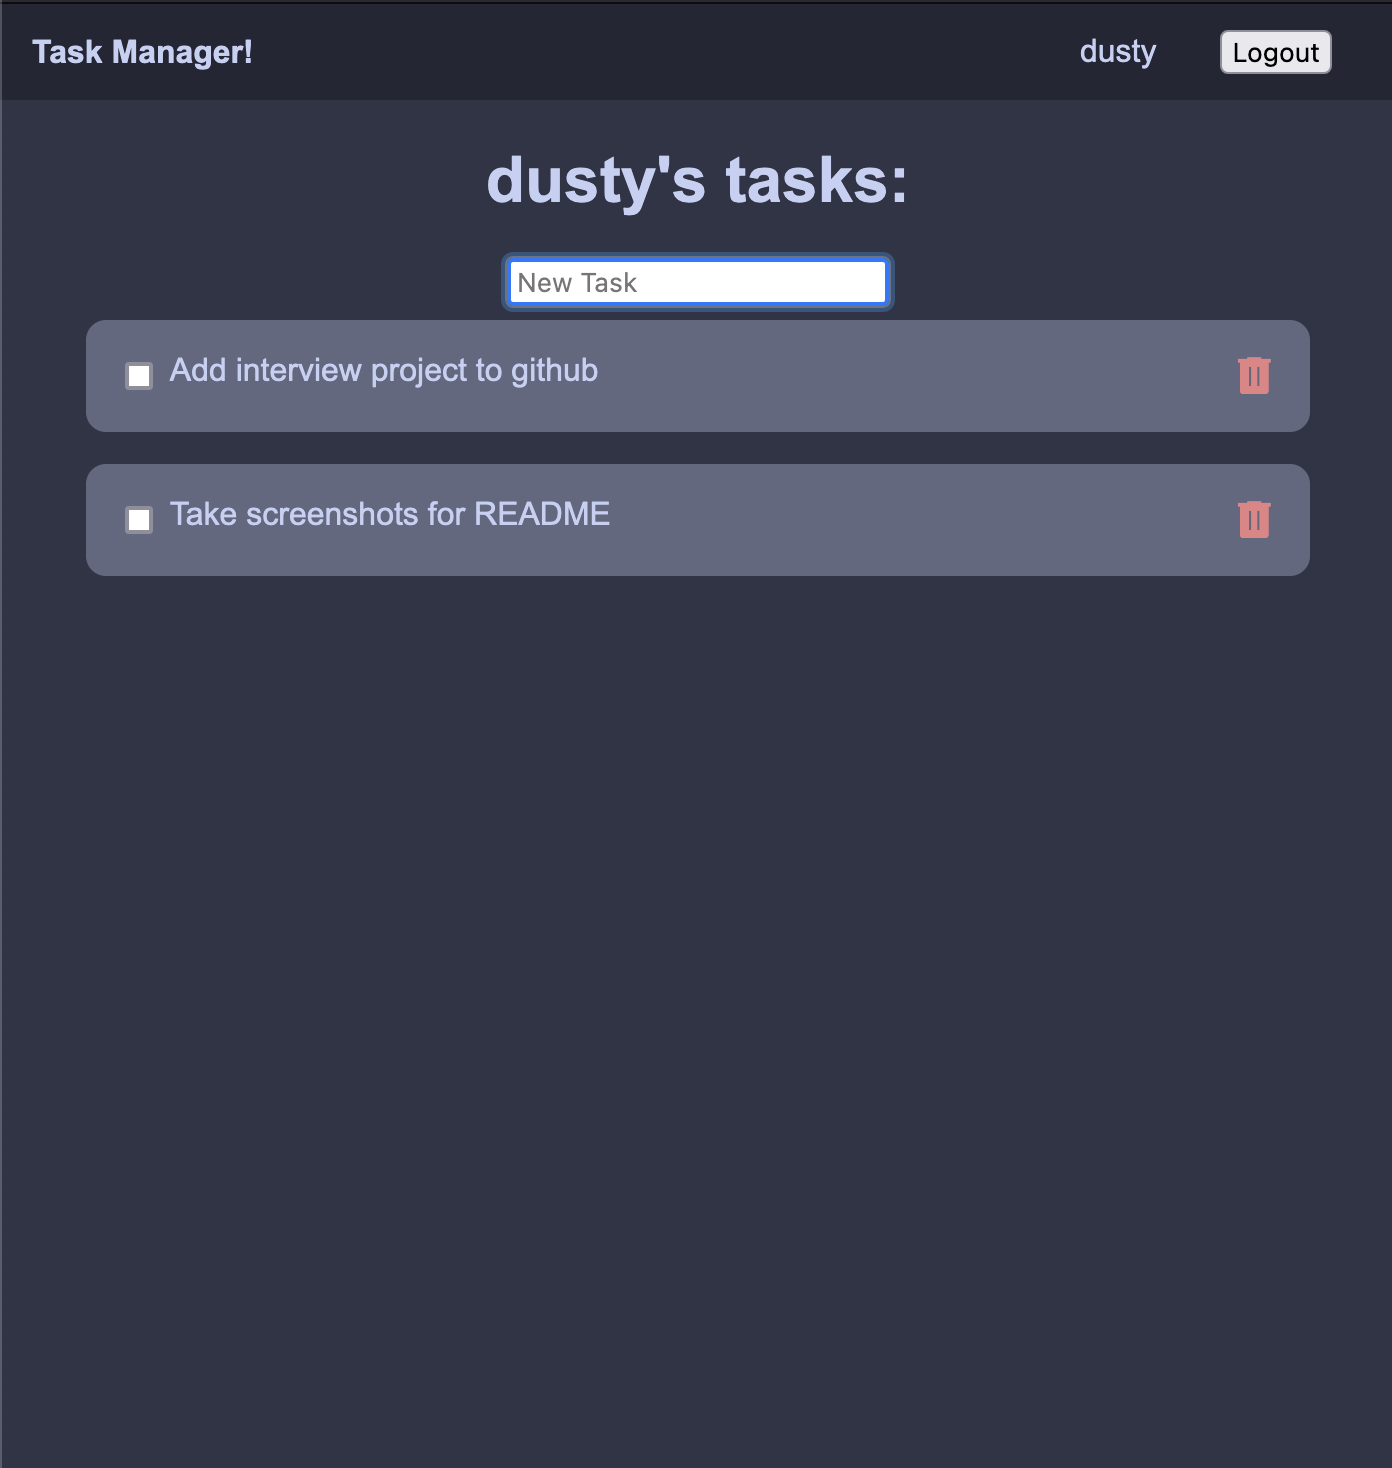 Task Manager!
dusty
Logout
dusty's tasks:
New Task
Add interview project to github
Take screenshots for README